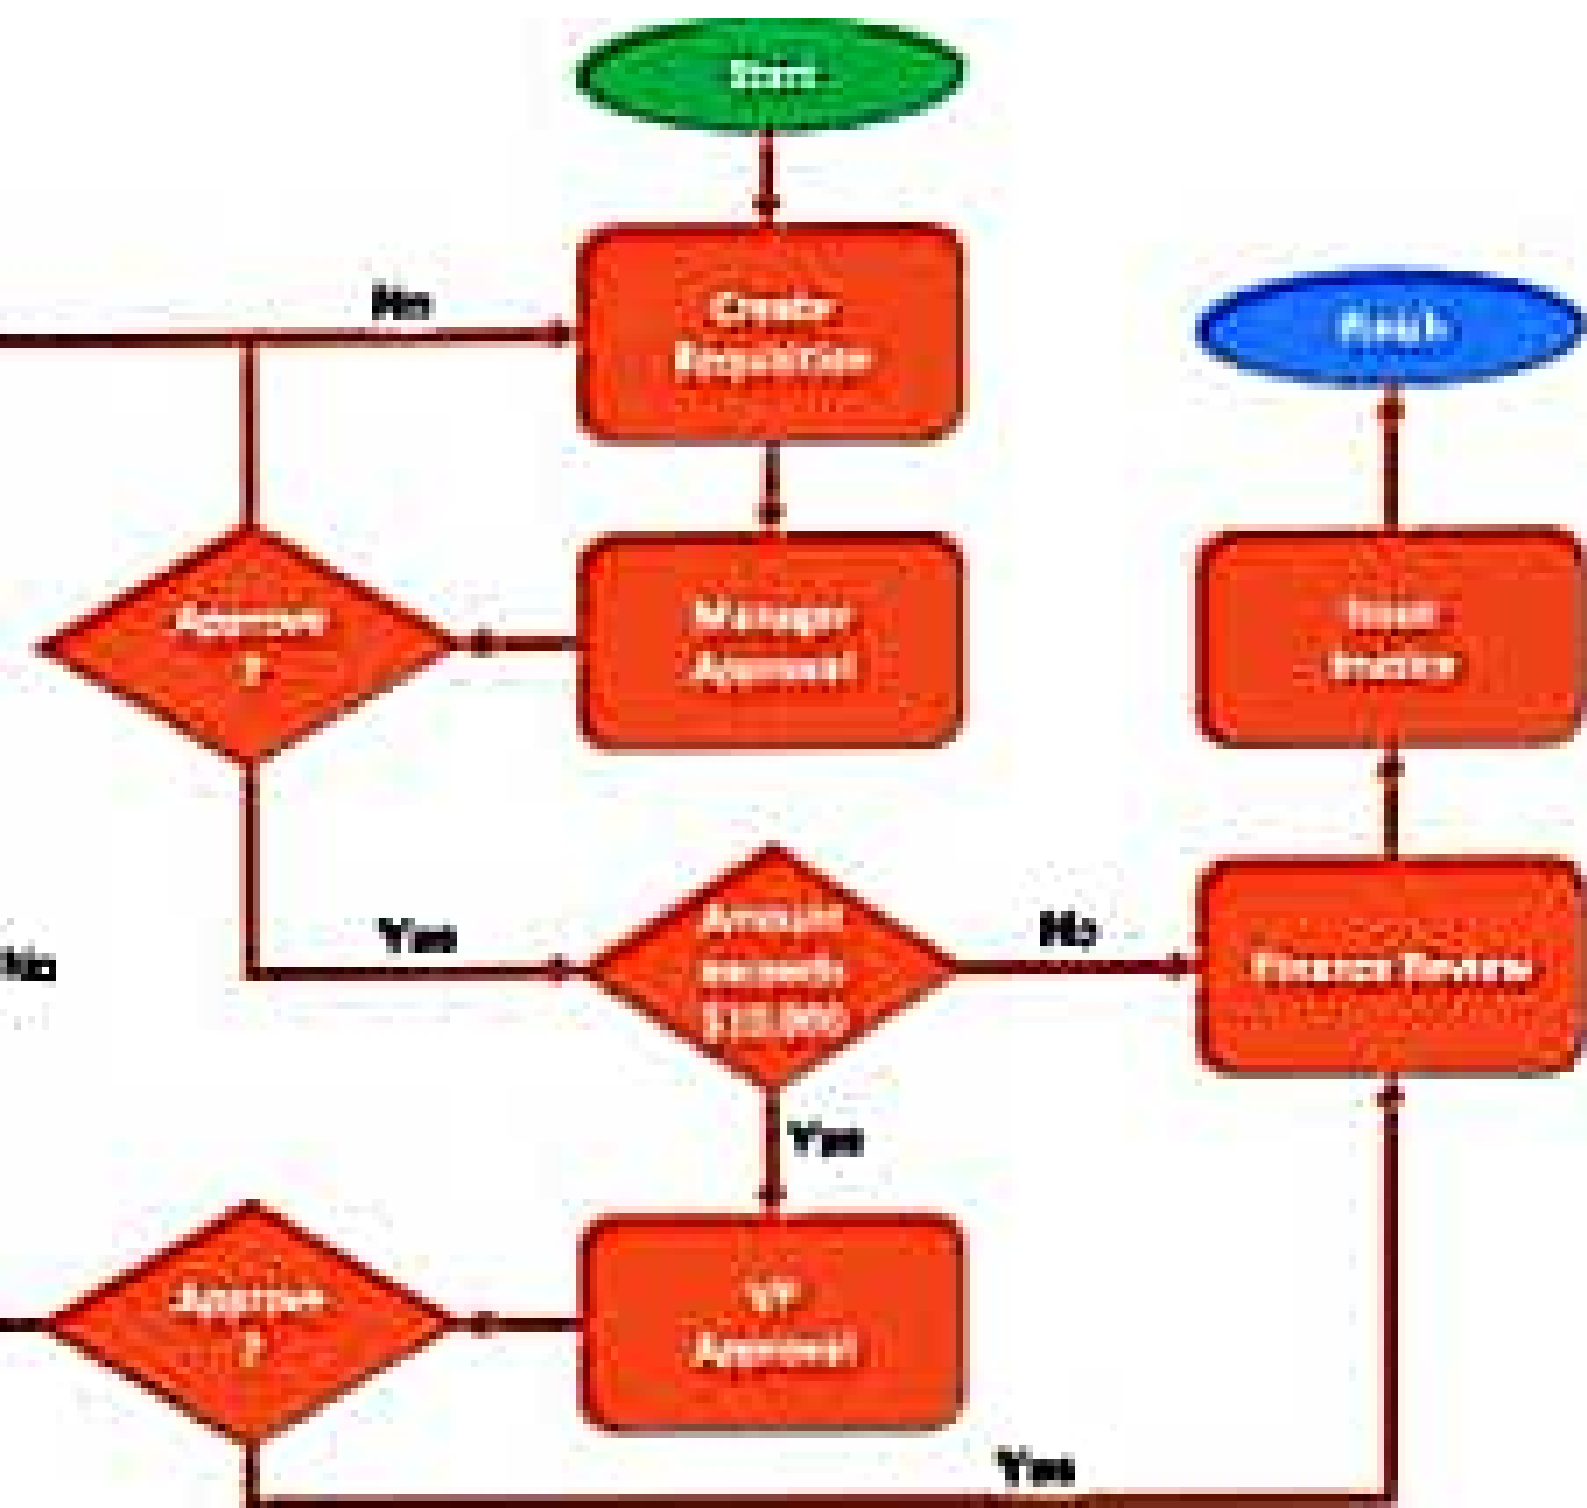 Start
No
Create
Requisition
Finish
Approve
?
Manager
Approval
Invoice
Amount
exceeds
Yes
No
No
Finance Review
Yes
Approve
?
VP
Approval
Yes